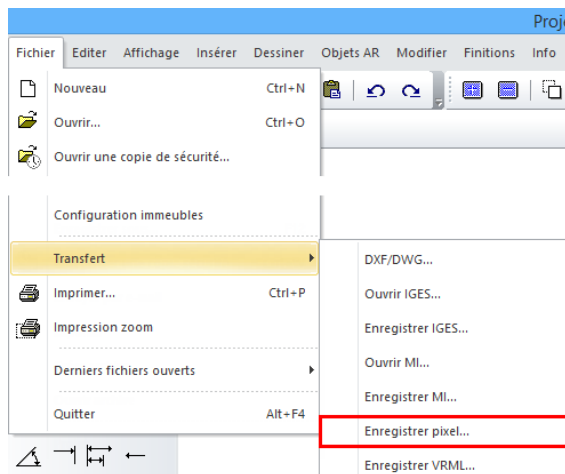 Proj
Fichier Editer Affichage Insérer Dessiner Objets AR Modifier Finitions Info
Nouveau Ctrl+N
Ouvrir... Ctrl+O
Ouvrir une copie de sécurité...
Configuration immeubles
Transfert
Imprimer... Ctrl+P
Impression zoom
Derniers fichiers ouverts
Quitter Alt+F4
DXF/DWG...
Ouvrir IGES...
Enregistrer IGES...
Ouvrir MI...
Enregistrer MI...
Enregistrer pixel...
Enregistrer VRML...